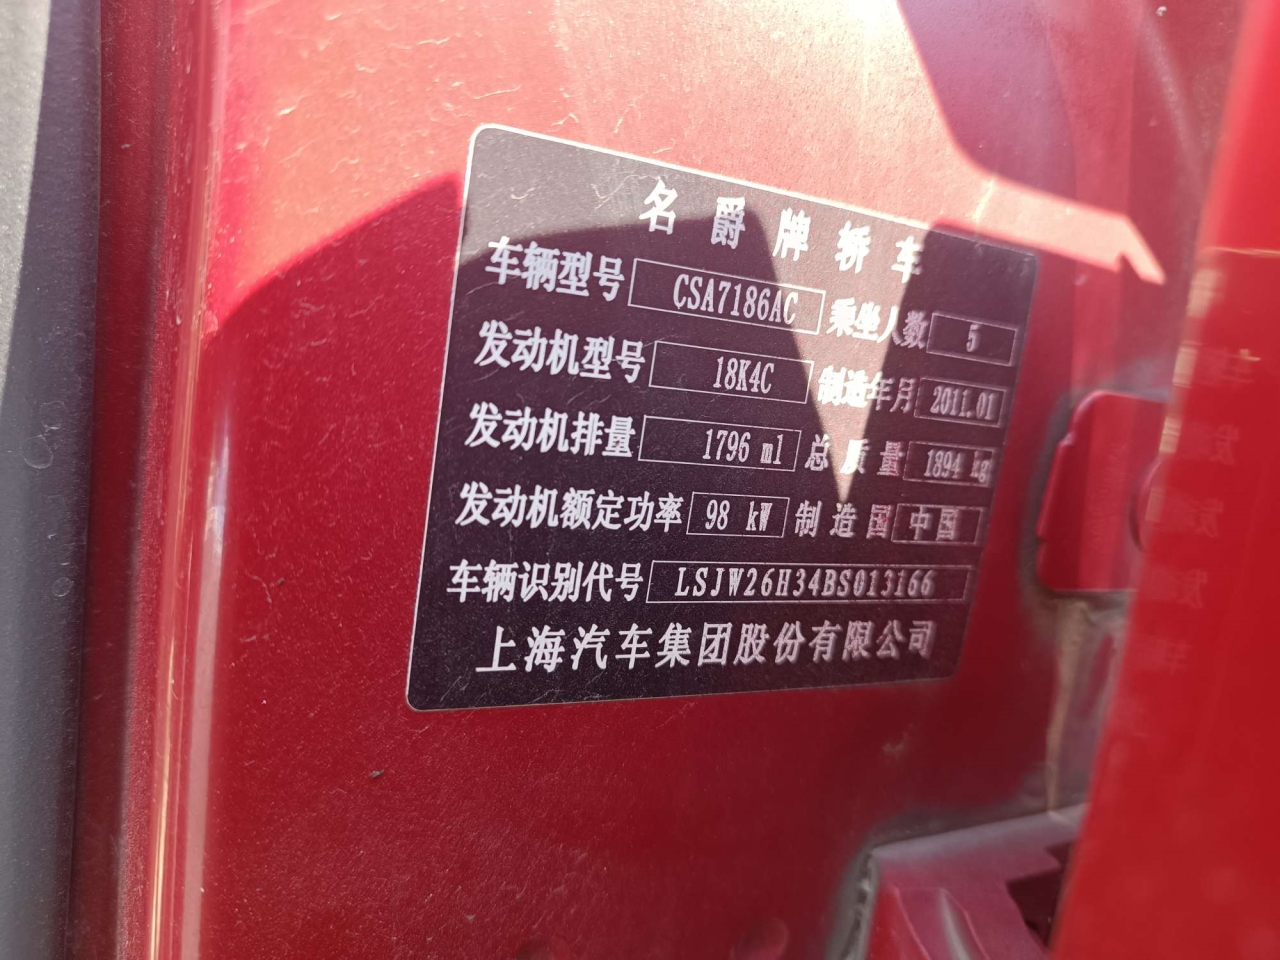 名爵牌轿车
车辆型号 CSA7186AC 乘坐人数 5
发动机型号 18K4C 制造年月 2011.01
发动机排量 1796 ml 总质量 1894 kg
发动机额定功率 98 kW 制造国 中国
车辆识别代号 LSJW26H34BS013166
上海汽车集团股份有限公司